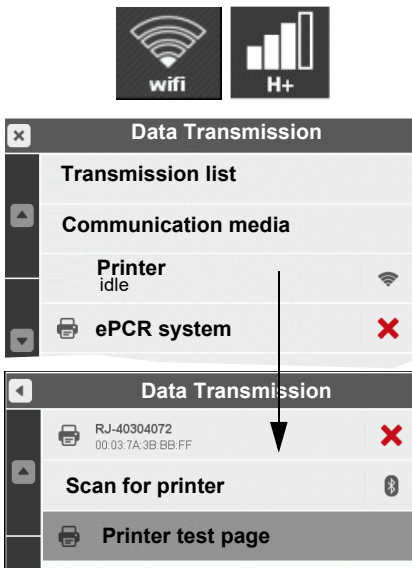 wifi
H+
Data Transmission
Transmission list
Communication media
Printer
idle
ePCR system
Data Transmission
RJ-40304072
00:03:7A:3B:BB:FF
Scan for printer
Printer test page